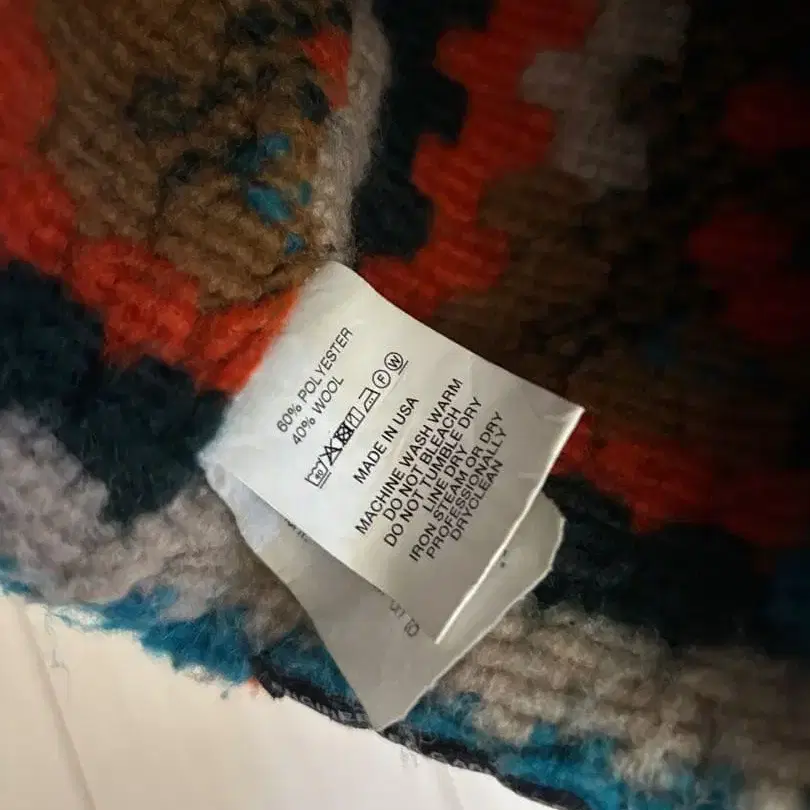 60% POLYESTER
40% WOOL
40 F W
MADE IN USA
MACHINE WASH WARM
DO NOT BLEACH
DO NOT TUMBLE DRY
LINE DRY
IRON STEAM OR DRY
PROFESSIONALLY
DRYCLEAN